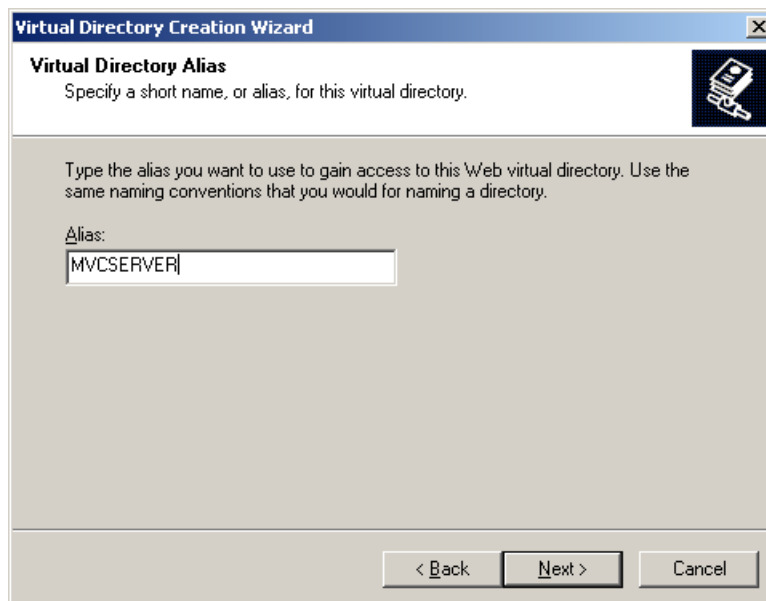 Virtual Directory Creation Wizard
Virtual Directory Alias
Specify a short name, or alias, for this virtual directory.
Type the alias you want to use to gain access to this Web virtual directory. Use the
same naming conventions that you would for naming a directory.
Alias:
MVCSERVER
< Back Next > Cancel